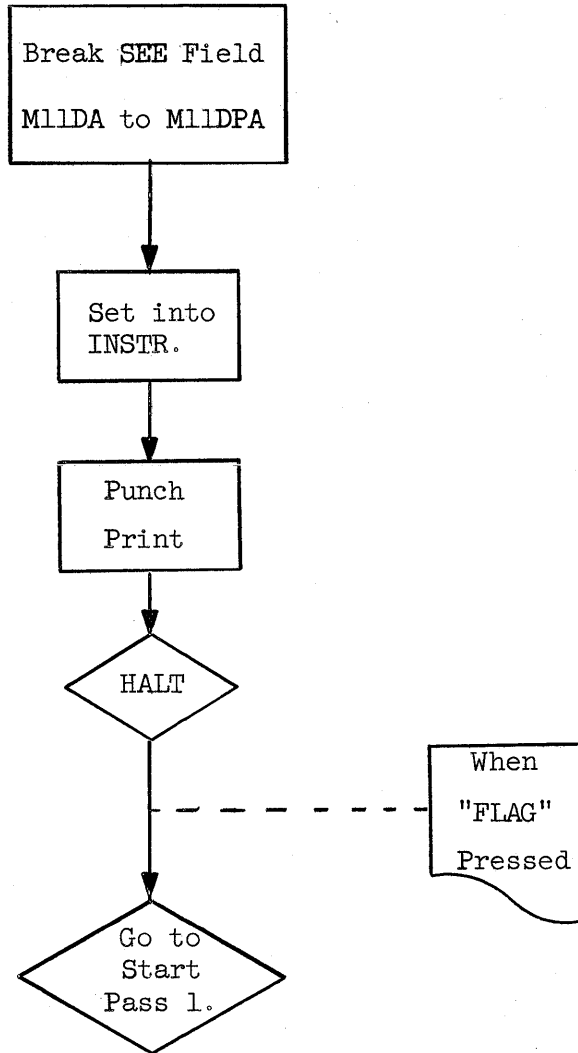 Break SEE Field
M11DA to M11DPA
Set into
INSTR.
Punch
Print
HALT
When
"FLAG"
Pressed
Go to
Start
Pass 1.